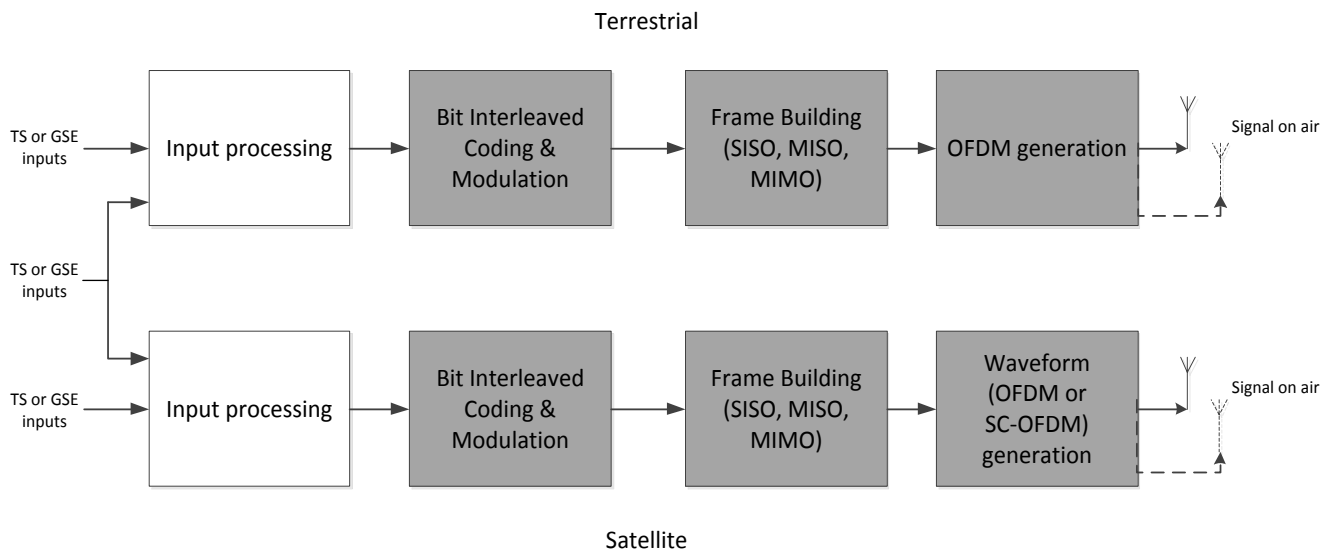 Terrestrial
TS or GSE
inputs
Input processing
Bit Interleaved
Coding &
Modulation
Frame Building
(SISO, MISO,
MIMO)
OFDM generation
Signal on air
TS or GSE
inputs
TS or GSE
inputs
Input processing
Bit Interleaved
Coding &
Modulation
Frame Building
(SISO, MISO,
MIMO)
Waveform
(OFDM or
SC-OFDM)
generation
Signal on air
Satellite